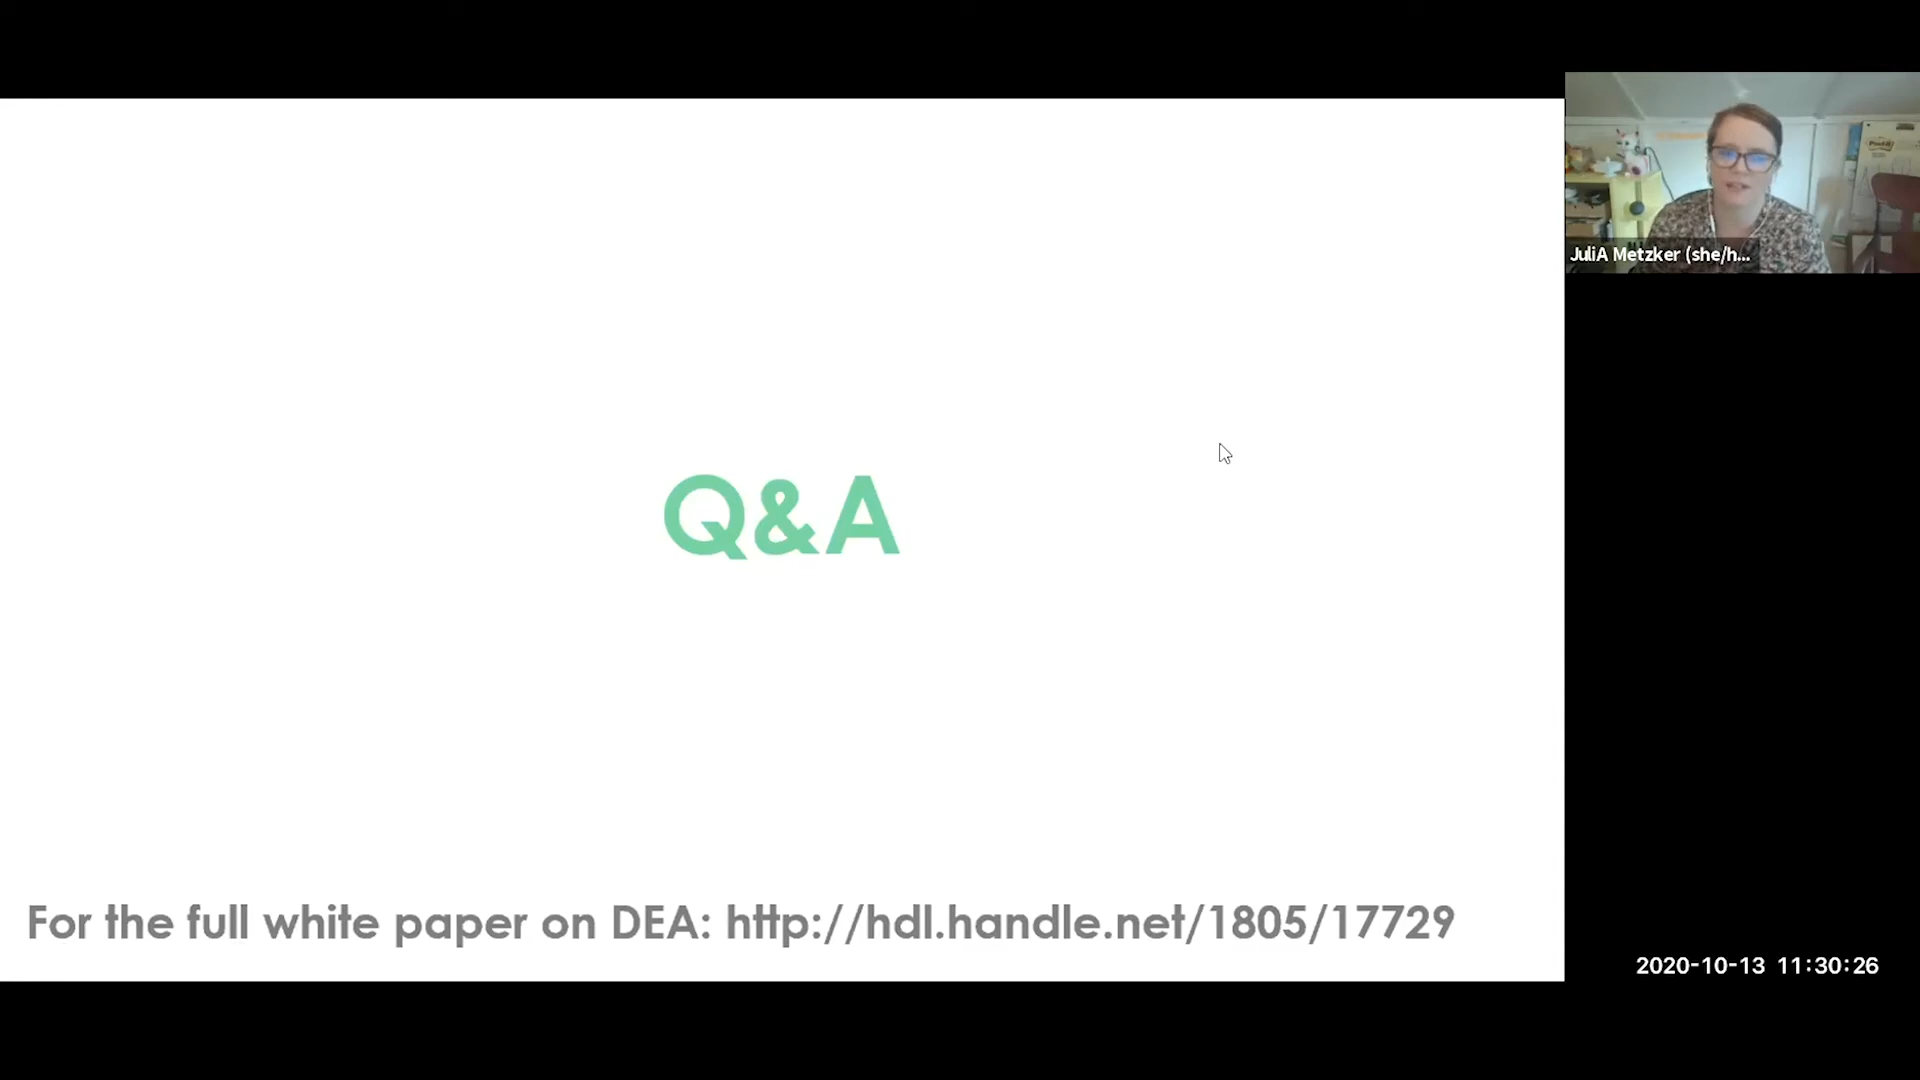 Q&A
For the full white paper on DEA: http://hdl.handle.net/1805/17729
JuliA Metzker (she/h...
2020-10-13 11:30:26